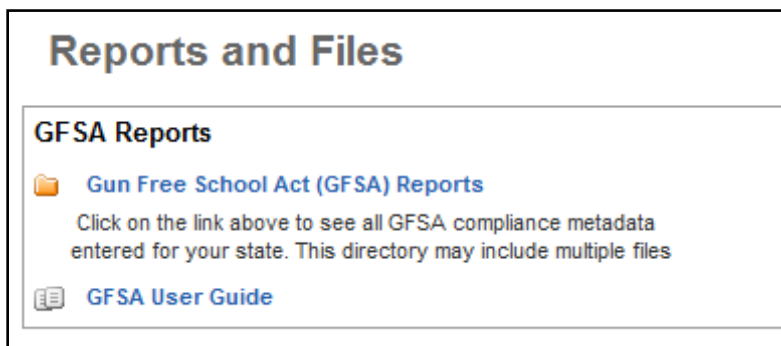 Reports and Files
GFSA Reports
Gun Free School Act (GFSA) Reports
Click on the link above to see all GFSA compliance metadata
entered for your state. This directory may include multiple files
GFSA User Guide